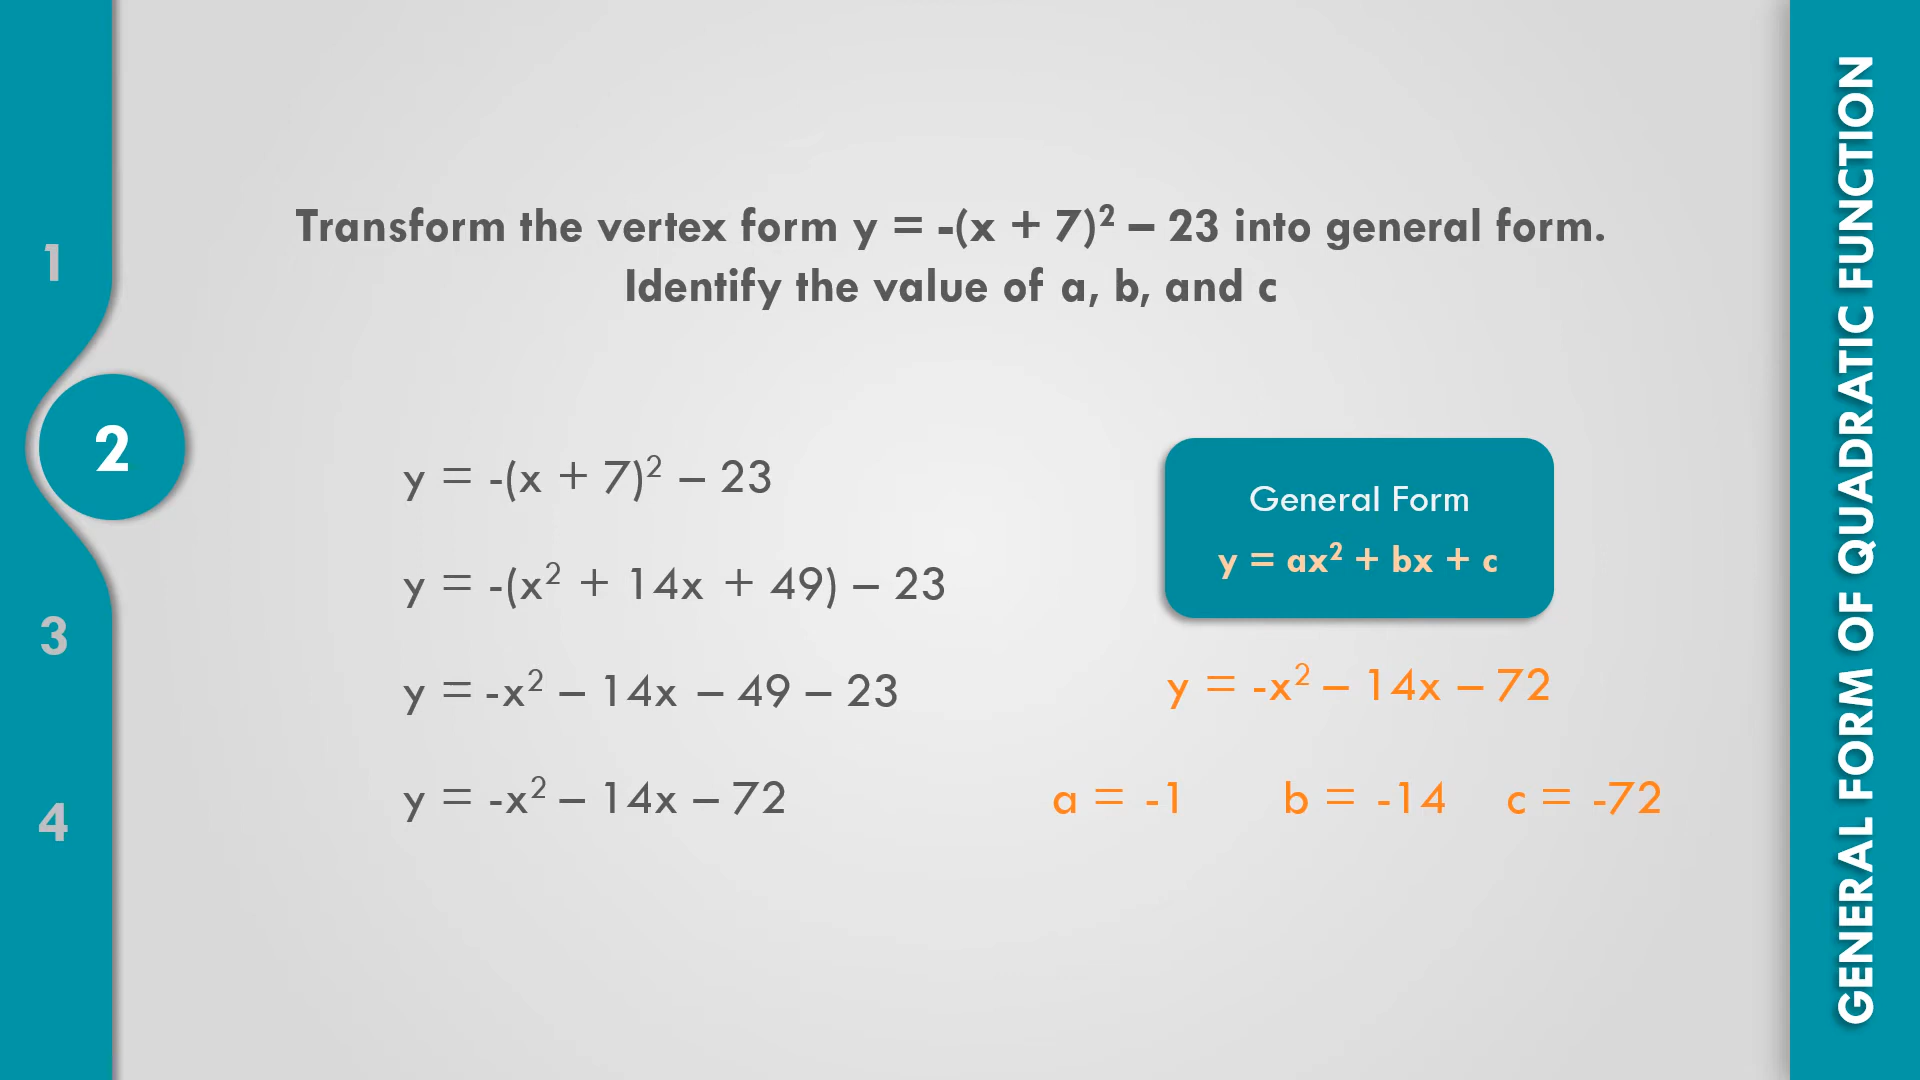 Transform the vertex form y = -(x + 7)² – 23 into general form.
Identify the value of a, b, and c
1
2
3
4
y = -(x + 7)² – 23
y = -(x² + 14x + 49) – 23
y = -x² – 14x – 49 – 23
y = -x² – 14x – 72
General Form
y = ax² + bx + c
y = -x² – 14x – 72
a = -1 b = -14 c = -72
GENERAL FORM OF QUADRATIC FUNCTION